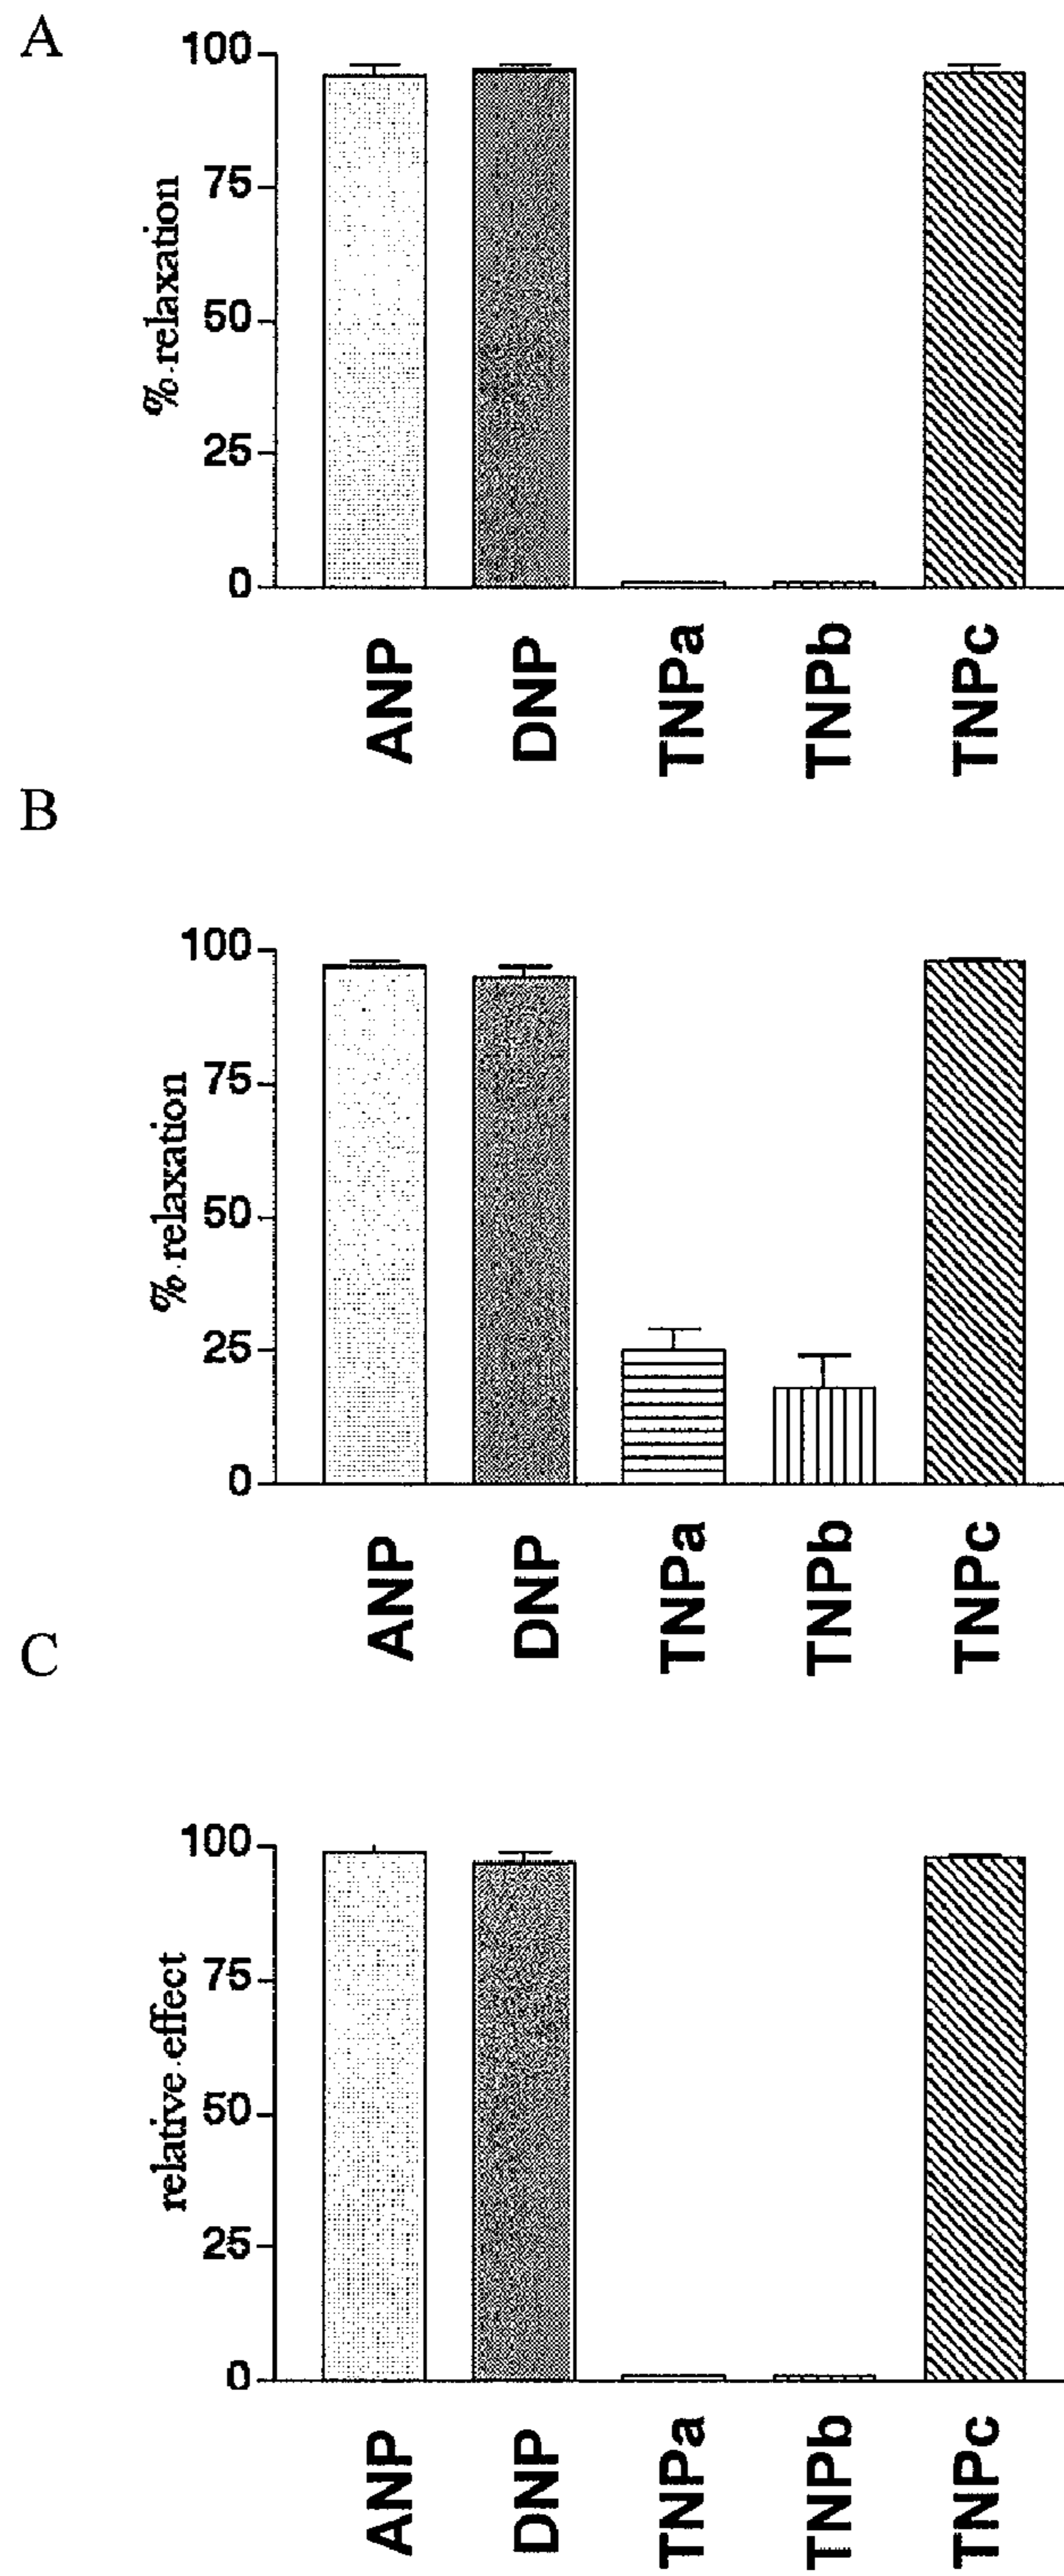 A
100
75
50
25
0
% relaxation
ANP DNP TNPa TNPb TNPc
B
100
75
50
25
0
% relaxation
ANP DNP TNPa TNPb TNPc
C
100
75
50
25
0
relative effect
ANP DNP TNPa TNPb TNPc